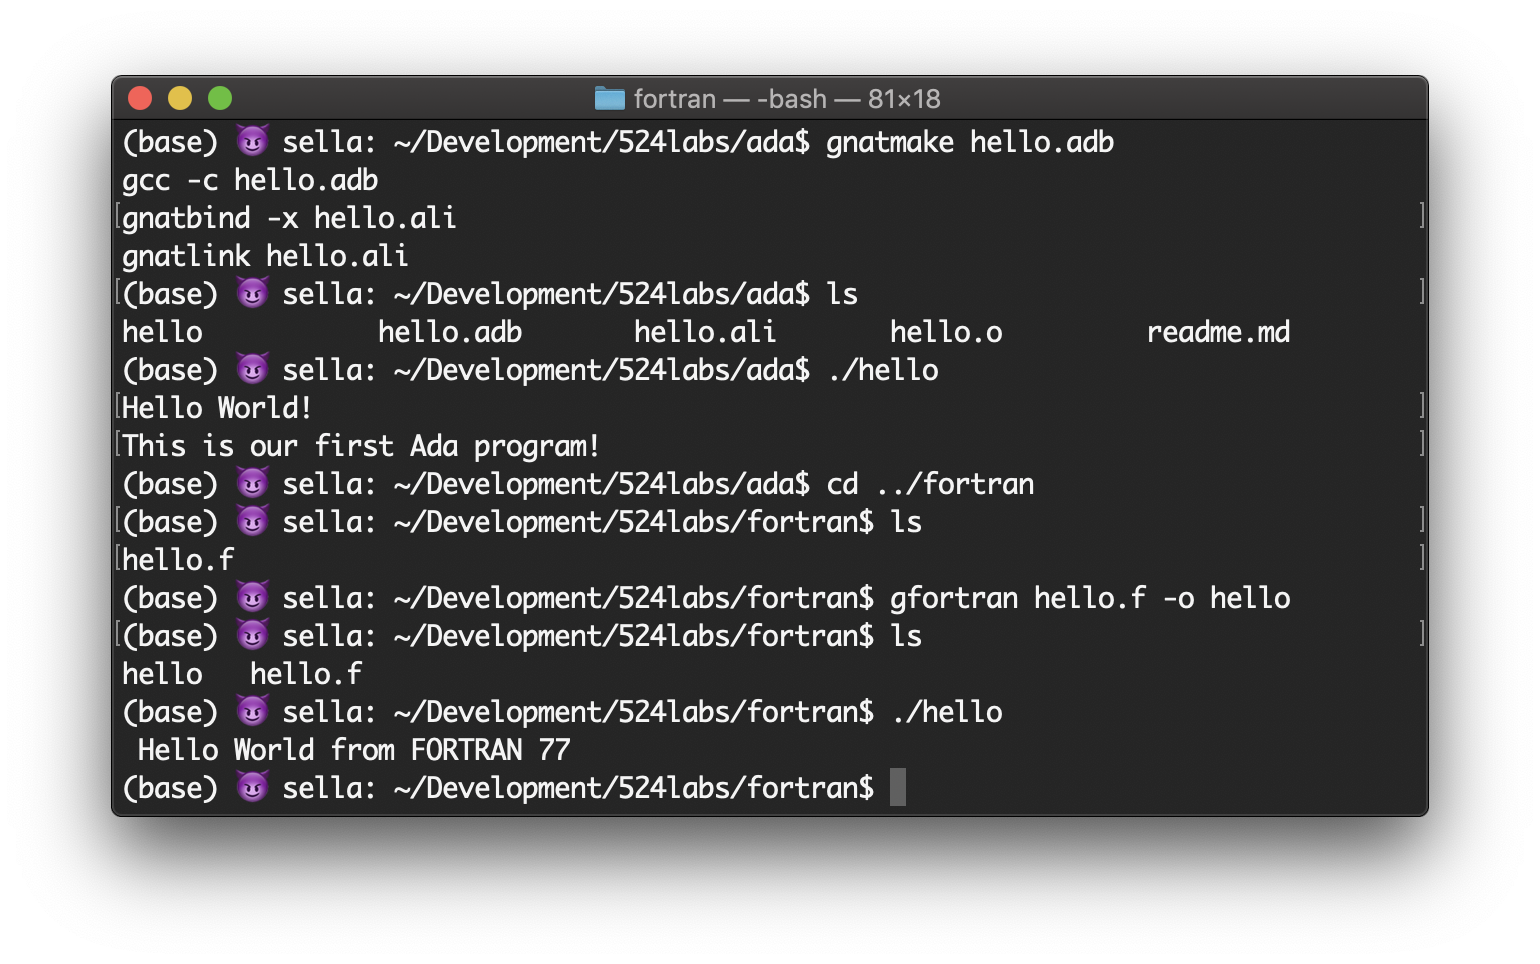 fortran — -bash — 81×18
(base) 😈 sella: ~/Development/524labs/ada$ gnatmake hello.adb
gcc -c hello.adb
[gnatbind -x hello.ali ]
gnatlink hello.ali
[(base) 😈 sella: ~/Development/524labs/ada$ ls ]
hello hello.adb hello.ali hello.o readme.md
(base) 😈 sella: ~/Development/524labs/ada$ ./hello
[Hello World! ]
[This is our first Ada program! ]
(base) 😈 sella: ~/Development/524labs/ada$ cd ../fortran
[(base) 😈 sella: ~/Development/524labs/fortran$ ls ]
[hello.f ]
(base) 😈 sella: ~/Development/524labs/fortran$ gfortran hello.f -o hello
[(base) 😈 sella: ~/Development/524labs/fortran$ ls ]
hello hello.f
(base) 😈 sella: ~/Development/524labs/fortran$ ./hello
 Hello World from FORTRAN 77
(base) 😈 sella: ~/Development/524labs/fortran$